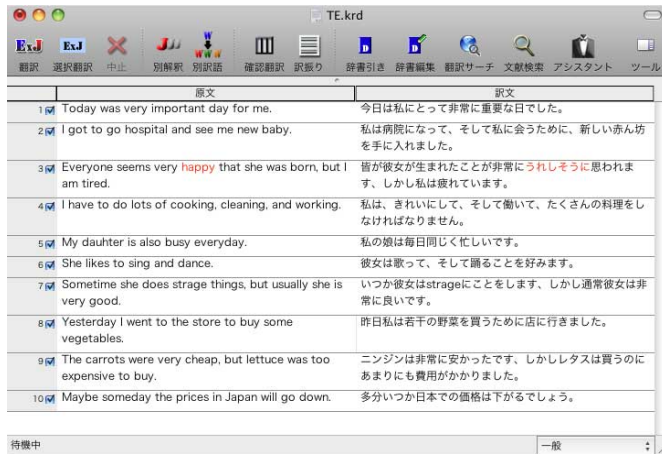 TE.krd
ExJ ExJ
翻訳 選択翻訳 中止 別解釈 別訳語 確認翻訳 訳振り 辞書引き 辞書編集 翻訳サーチ 文献検索 アシスタント ツール
原文 訳文
1 Today was very important day for me. 今日は私にとって非常に重要な日でした。
2 I got to go hospital and see me new baby. 私は病院になって、そして私に会うために、新しい赤ん坊
を手に入れました。
3 Everyone seems very happy that she was born, but I 皆が彼女が生まれたことが非常にうれしそうに思われま
am tired. す、しかし私は疲れています。
4 I have to do lots of cooking, cleaning, and working. 私は、きれいにして、そして働いて、たくさんの料理をし
なければなりません。
5 My dauhter is also busy everyday. 私の娘は毎日同じく忙しいです。
6 She likes to sing and dance. 彼女は歌って、そして踊ることを好みます。
7 Sometime she does strage things, but usually she is いつか彼女はstrageにことをします、しかし通常彼女は非
very good. 常に良いです。
8 Yesterday I went to the store to buy some 昨日私は若干の野菜を買うために店に行きました。
vegetables.
9 The carrots were very cheap, but lettuce was too ニンジンは非常に安かったです、しかしレタスは買うのに
expensive to buy. あまりにも費用がかかりました。
10 Maybe someday the prices in Japan will go down. 多分いつか日本での価格は下がるでしょう。
待機中 一般